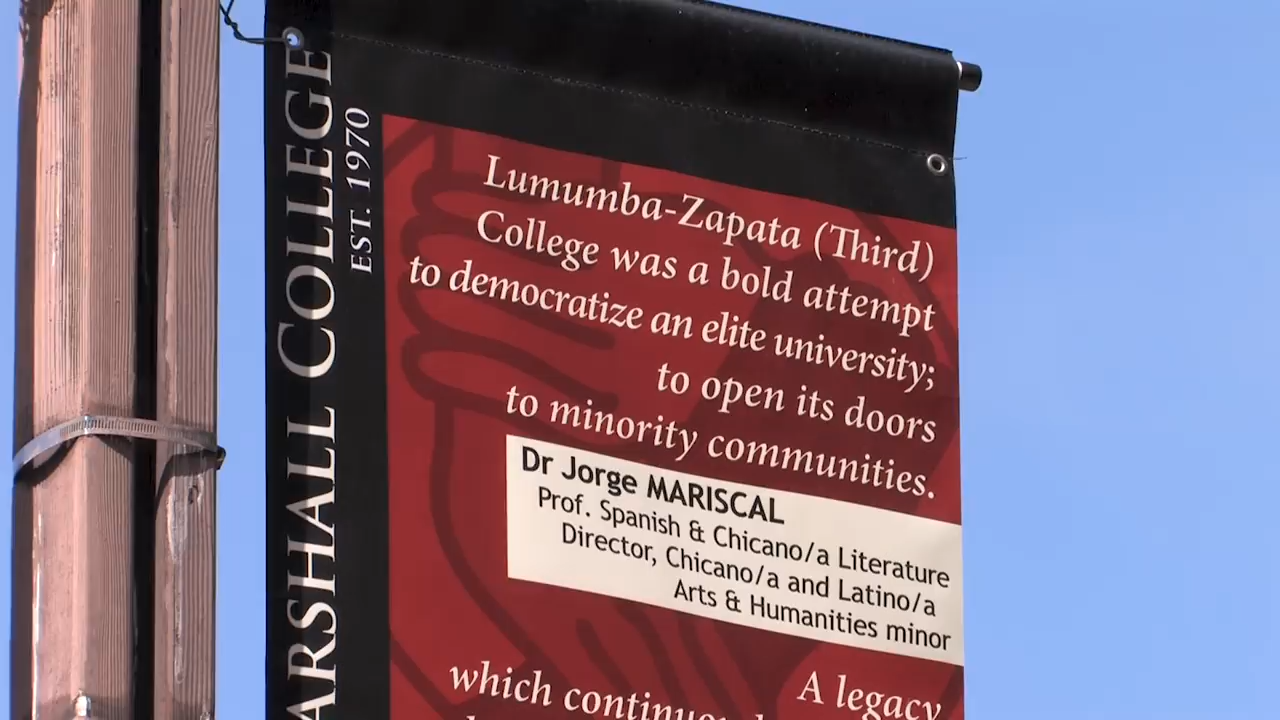 ARSHALL COLLEGE
EST. 1970
Lumumba-Zapata (Third)
College was a bold attempt
to democratize an elite university;
to open its doors
to minority communities.
Dr Jorge MARISCAL
Prof. Spanish & Chicano/a Literature
Director, Chicano/a and Latino/a
Arts & Humanities minor
A legacy
which